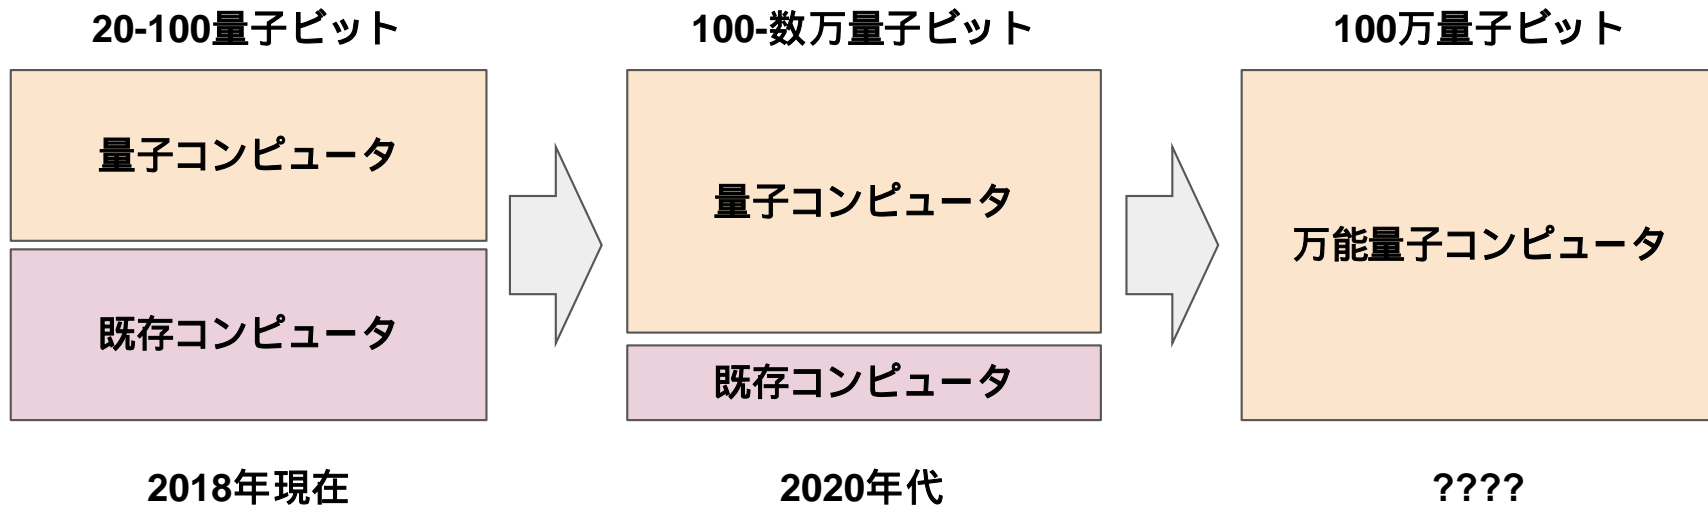 20-100量子ビット
100-数万量子ビット
100万量子ビット
量子コンピュータ
既存コンピュータ
量子コンピュータ
既存コンピュータ
万能量子コンピュータ
2018年現在
2020年代
????